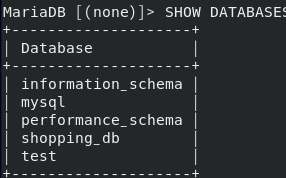 MariaDB [(none)]> SHOW DATABASES
+--------------------+
| Database           |
+--------------------+
| information_schema |
| mysql              |
| performance_schema |
| shopping_db        |
| test               |
+--------------------+